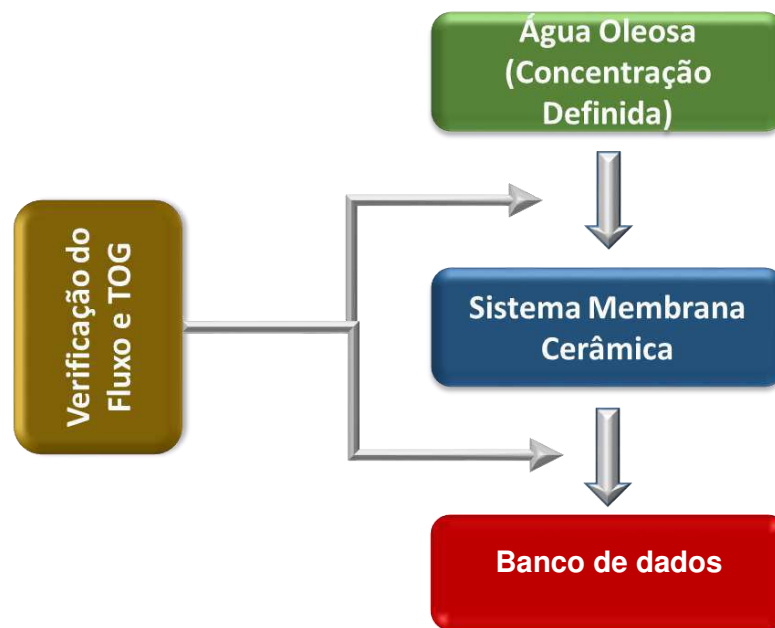 Água Oleosa
(Concentração
Definida)
Verificação do
Fluxo e TOG
Sistema Membrana
Cerâmica
Banco de dados